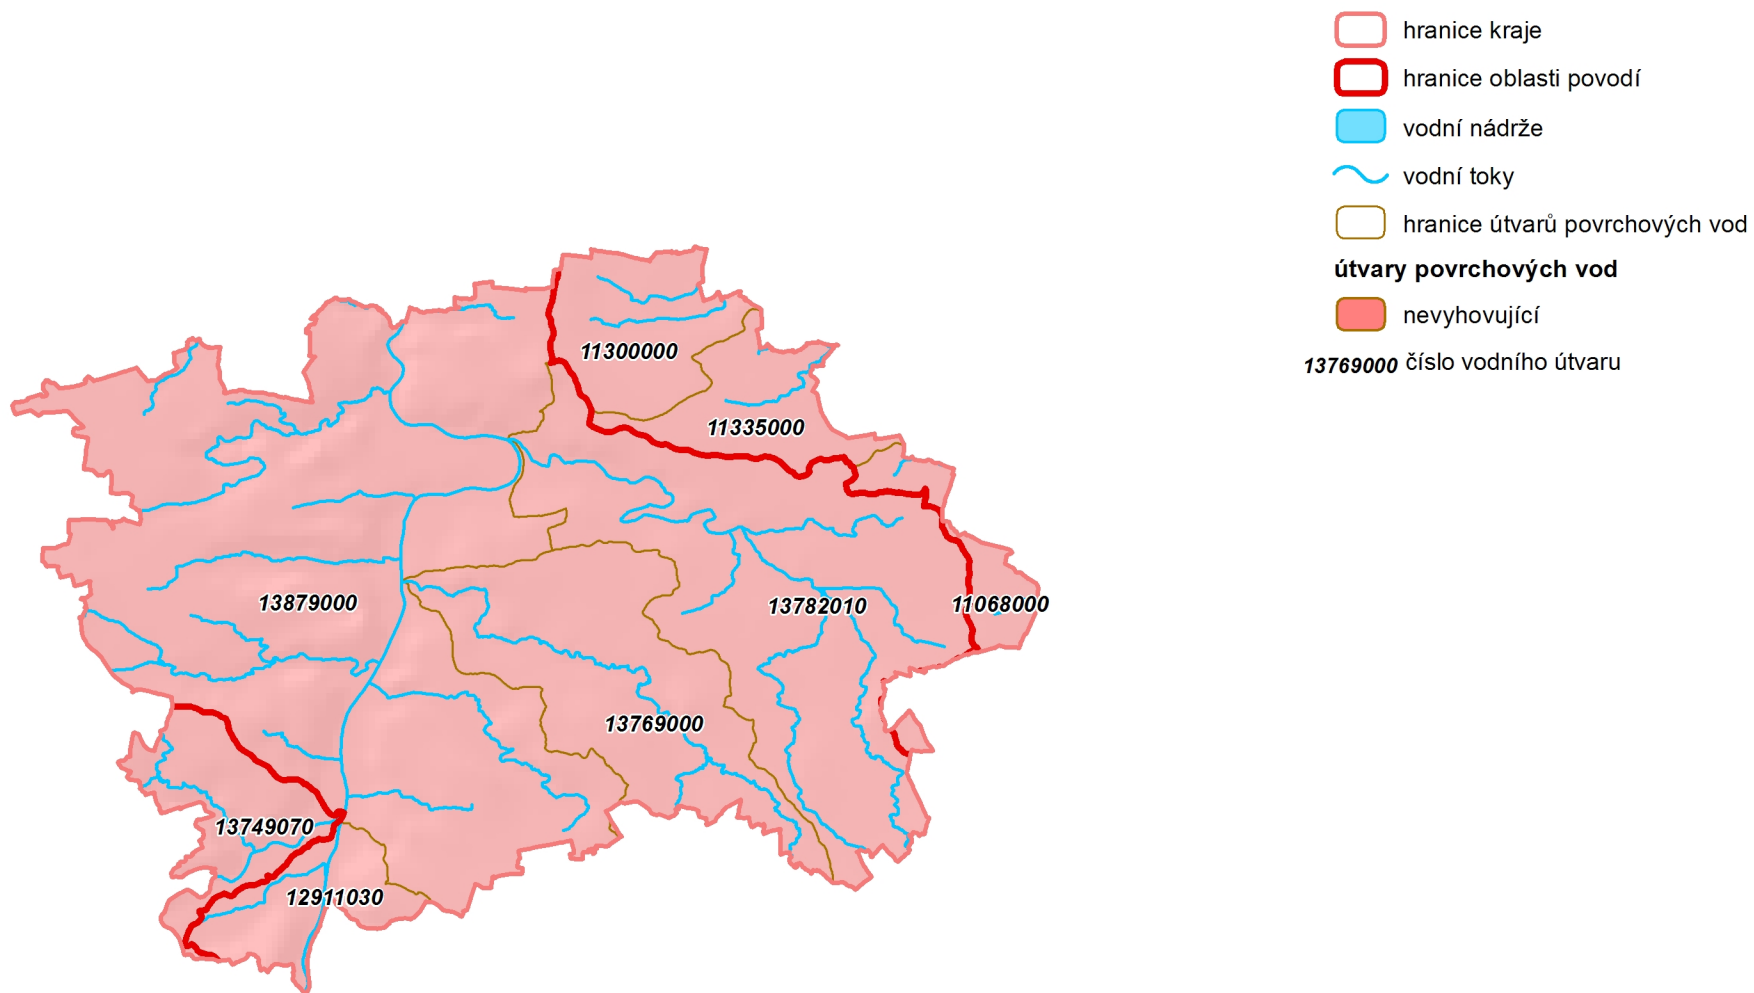 hranice kraje
hranice oblasti povodí
vodní nádrže
vodní toky
hranice útvarů povrchových vod
útvary povrchových vod
nevyhovující
13769000 číslo vodního útvaru
11300000
11335000
13879000
13782010
11068000
13769000
13749070
12911030